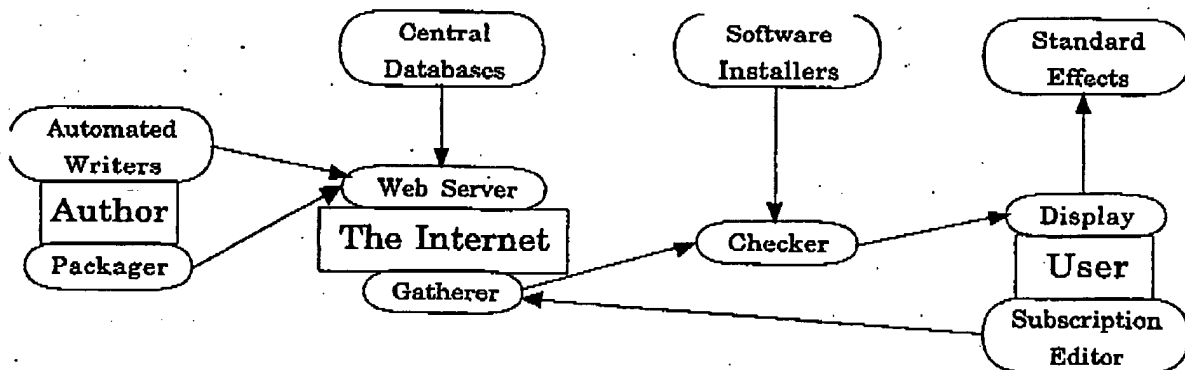 Central
Databases
Software
Installers
Standard
Effects
Automated
Writers
Author
Packager
Web Server
The Internet
Gatherer
Checker
Display
User
Subscription
Editor